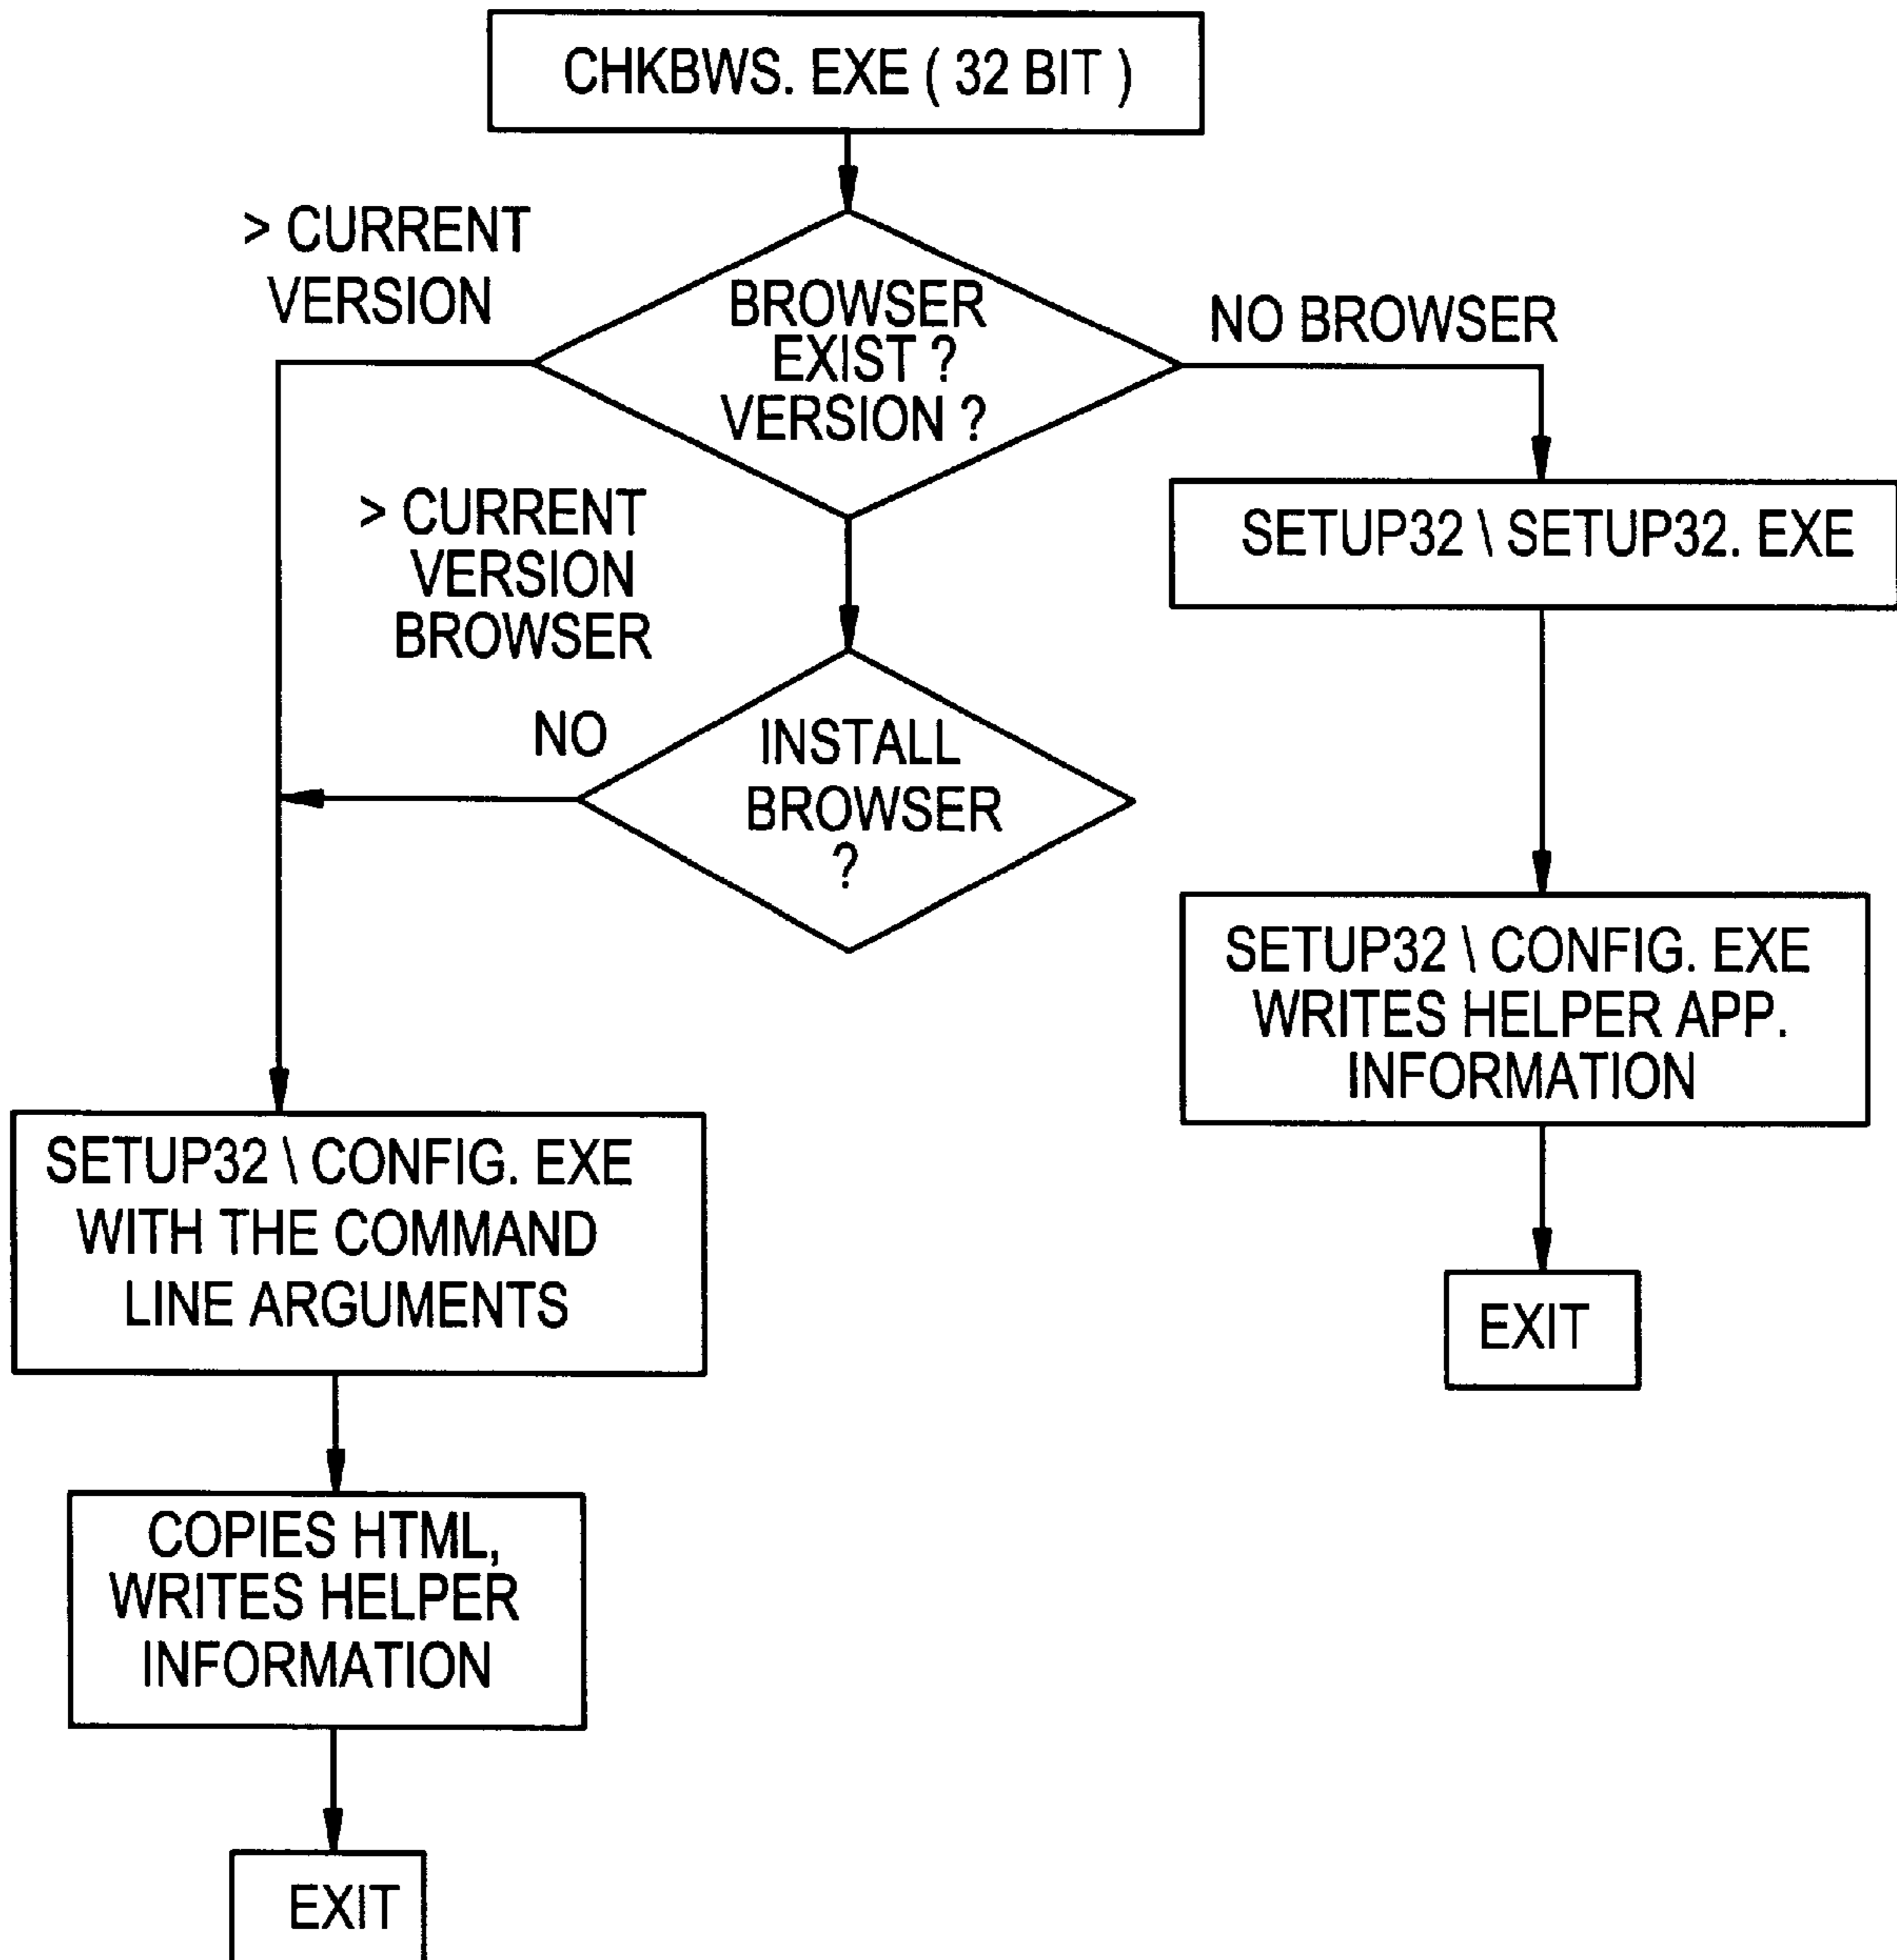 CHKBWS. EXE ( 32 BIT )
> CURRENT
VERSION
BROWSER
EXIST ?
VERSION ?
NO BROWSER
> CURRENT
VERSION
BROWSER
SETUP32 \ SETUP32. EXE
NO
INSTALL
BROWSER
?
SETUP32 \ CONFIG. EXE
WRITES HELPER APP.
INFORMATION
SETUP32 \ CONFIG. EXE
WITH THE COMMAND
LINE ARGUMENTS
EXIT
COPIES HTML,
WRITES HELPER
INFORMATION
EXIT